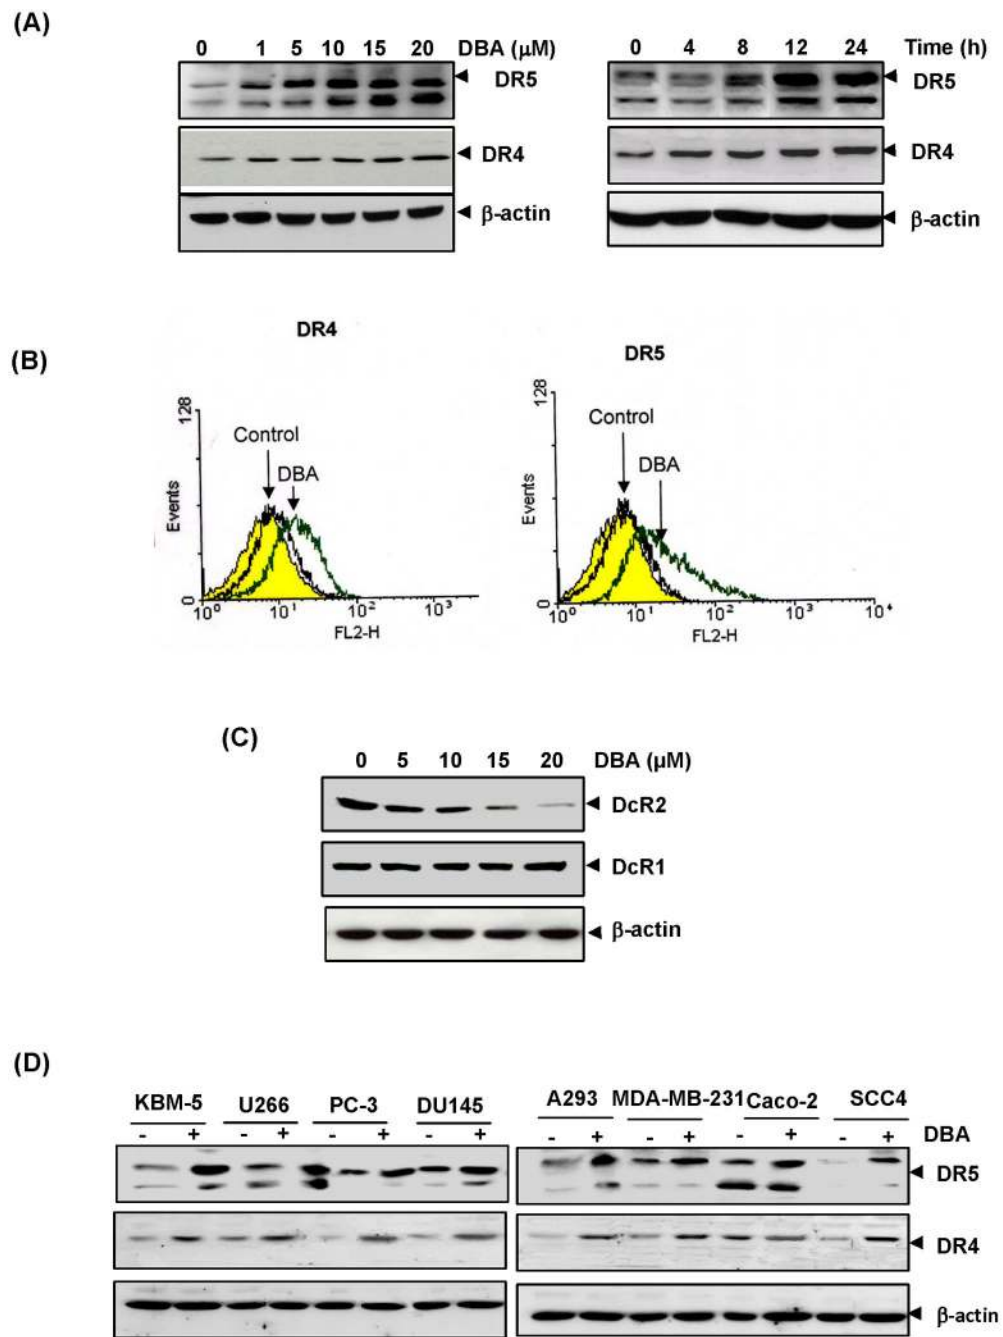 (A)
0 1 5 10 15 20 DBA (µM)
DR5
DR4
β-actin
0 4 8 12 24 Time (h)
DR5
DR4
β-actin
(B)
DR4
128
Events
0
Control
DBA
10⁰ 10¹ 10² 10³
FL2-H
DR5
128
Events
0
Control
DBA
10⁰ 10¹ 10² 10³ 10⁴
FL2-H
(C)
0 5 10 15 20 DBA (µM)
DcR2
DcR1
β-actin
(D)
KBM-5 U266 PC-3 DU145 A293 MDA-MB-231 Caco-2 SCC4
- + - + - + - + - + - + - + - + DBA
DR5
DR4
β-actin